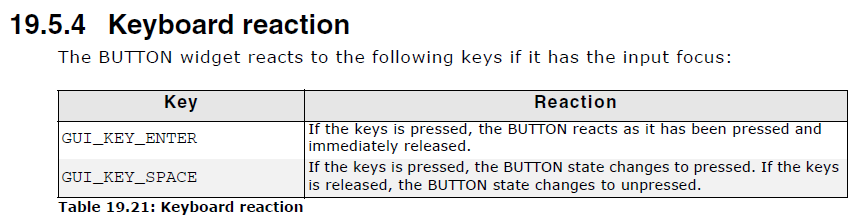 19.5.4 Keyboard reaction
The BUTTON widget reacts to the following keys if it has the input focus:
Key Reaction
GUI_KEY_ENTER
If the keys is pressed, the BUTTON reacts as it has been pressed and
immediately released.
GUI_KEY_SPACE
If the keys is pressed, the BUTTON state changes to pressed. If the keys
is released, the BUTTON state changes to unpressed.
Table 19.21: Keyboard reaction